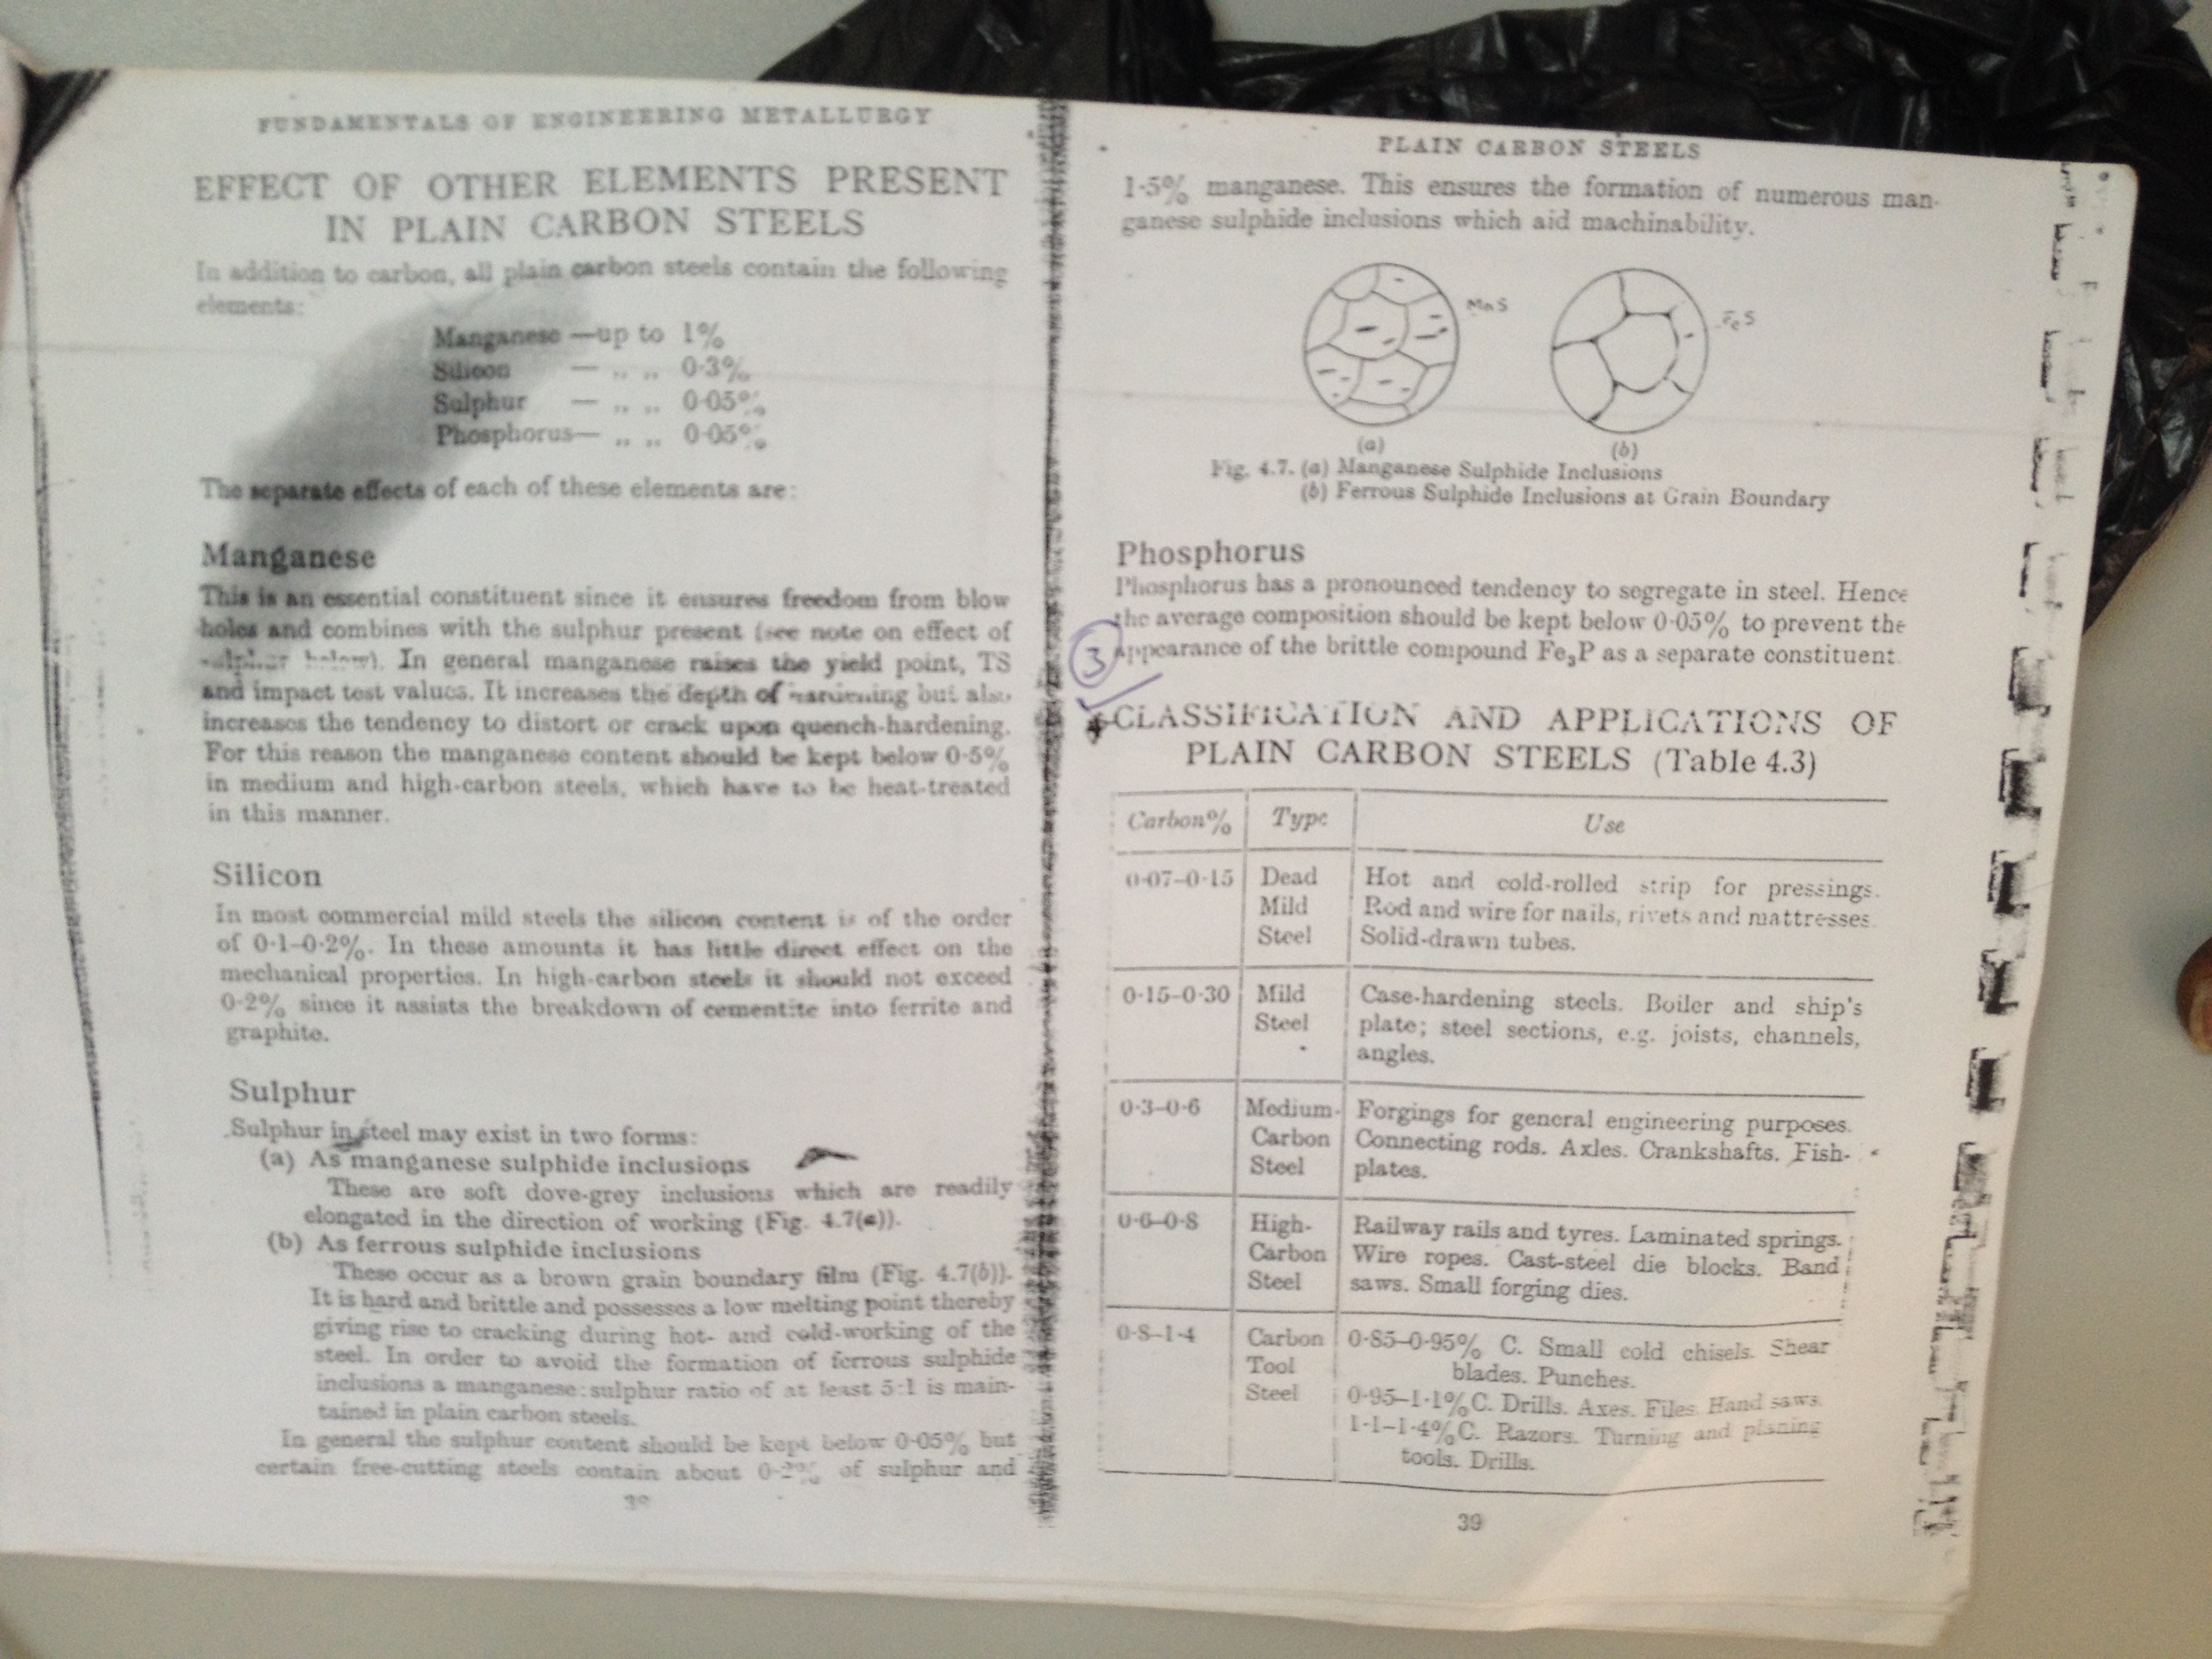 FUNDAMENTALS OF ENGINEERING METALLURGY
EFFECT OF OTHER ELEMENTS PRESENT
IN PLAIN CARBON STEELS
In addition to carbon, all plain carbon steels contain the following
elements:
Manganese —up to 1%
Silicon — ,, ,, 0·3%
Sulphur — ,, ,, 0·05%
Phosphorus— ,, ,, 0·05%
The separate effects of each of these elements are:
Manganese
This is an essential constituent since it ensures freedom from blow
holes and combines with the sulphur present (see note on effect of
sulphur below). In general manganese raises the yield point, TS
and impact test values. It increases the depth of hardening but also
increases the tendency to distort or crack upon quench-hardening.
For this reason the manganese content should be kept below 0·5%
in medium and high-carbon steels, which have to be heat-treated
in this manner.
Silicon
In most commercial mild steels the silicon content is of the order
of 0·1–0·2%. In these amounts it has little direct effect on the
mechanical properties. In high-carbon steels it should not exceed
0·2% since it assists the breakdown of cementite into ferrite and
graphite.
Sulphur
Sulphur in steel may exist in two forms:
(a) As manganese sulphide inclusions
These are soft dove-grey inclusions which are readily
elongated in the direction of working (Fig. 4.7(a)).
(b) As ferrous sulphide inclusions
These occur as a brown grain boundary film (Fig. 4.7(b)).
It is hard and brittle and possesses a low melting point thereby
giving rise to cracking during hot- and cold-working of the
steel. In order to avoid the formation of ferrous sulphide
inclusions a manganese:sulphur ratio of at least 5:1 is main-
tained in plain carbon steels.
In general the sulphur content should be kept below 0·05% but
certain free-cutting steels contain about 0·2% of sulphur and
PLAIN CARBON STEELS
1·5% manganese. This ensures the formation of numerous man-
ganese sulphide inclusions which aid machinability.
MnS
FeS
(a)
(b)
Fig. 4.7. (a) Manganese Sulphide Inclusions
(b) Ferrous Sulphide Inclusions at Grain Boundary
Phosphorus
Phosphorus has a pronounced tendency to segregate in steel. Hence
the average composition should be kept below 0·05% to prevent the
appearance of the brittle compound Fe₃P as a separate constituent.
3
CLASSIFICATION AND APPLICATIONS OF
PLAIN CARBON STEELS (Table 4.3)
Carbon% Type Use
0·07–0·15 Dead Hot and cold-rolled strip for pressings.
Mild Rod and wire for nails, rivets and mattresses.
Steel Solid-drawn tubes.
0·15–0·30 Mild Case-hardening steels. Boiler and ship's
Steel plate; steel sections, e.g. joists, channels,
angles.
0·3–0·6 Medium- Forgings for general engineering purposes.
Carbon Connecting rods. Axles. Crankshafts. Fish-
Steel plates.
0·6–0·8 High- Railway rails and tyres. Laminated springs.
Carbon Wire ropes. Cast-steel die blocks. Band
Steel saws. Small forging dies.
0·8–1·4 Carbon 0·85–0·95% C. Small cold chisels. Shear
Tool blades. Punches.
Steel 0·95–1·1% C. Drills. Axes. Files. Hand saws.
1·1–1·4% C. Razors. Turning and planing
tools. Drills.
39